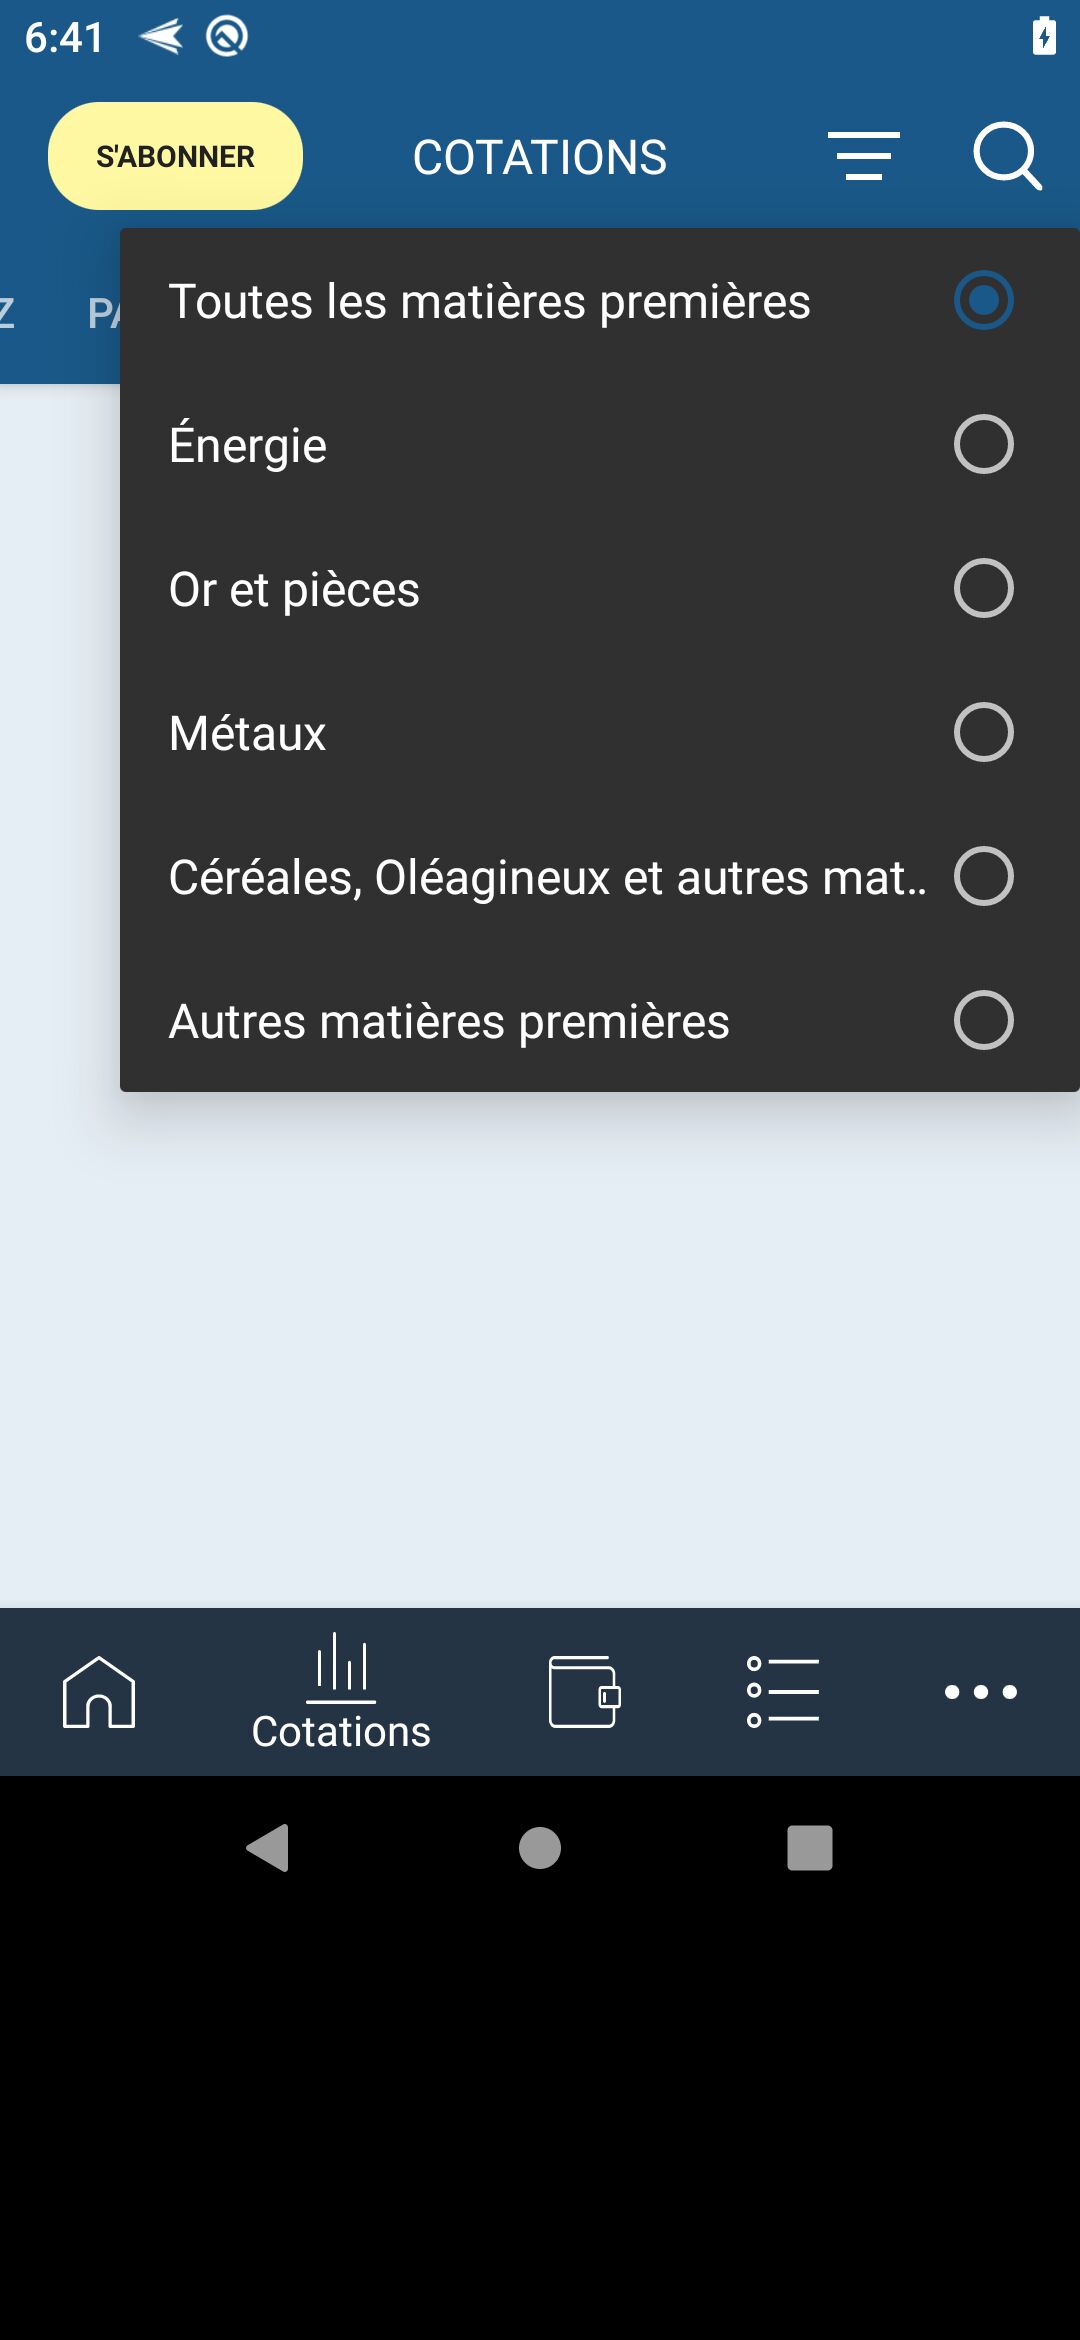 6:41
S'ABONNER
COTATIONS
Z PA
Toutes les matières premières
Énergie
Or et pièces
Métaux
Céréales, Oléagineux et autres mat..
Autres matières premières
Cotations